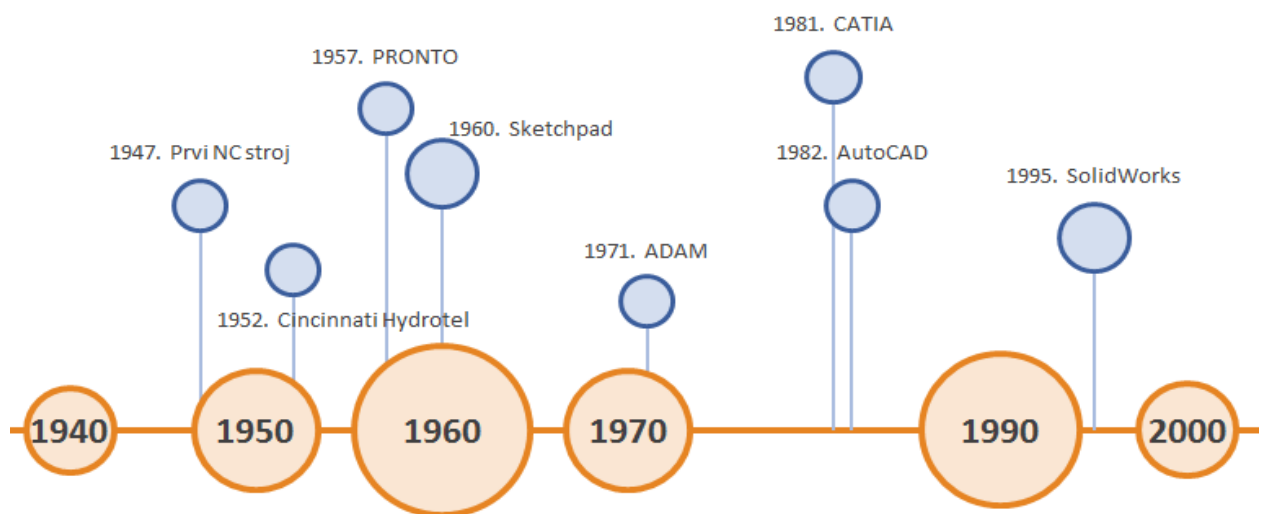 1981. CATIA
1957. PRONTO
1960. Sketchpad
1947. Prvi NC stroj
1982. AutoCAD
1995. SolidWorks
1971. ADAM
1952. Cincinnati Hydrotel
1940
1950
1960
1970
1990
2000